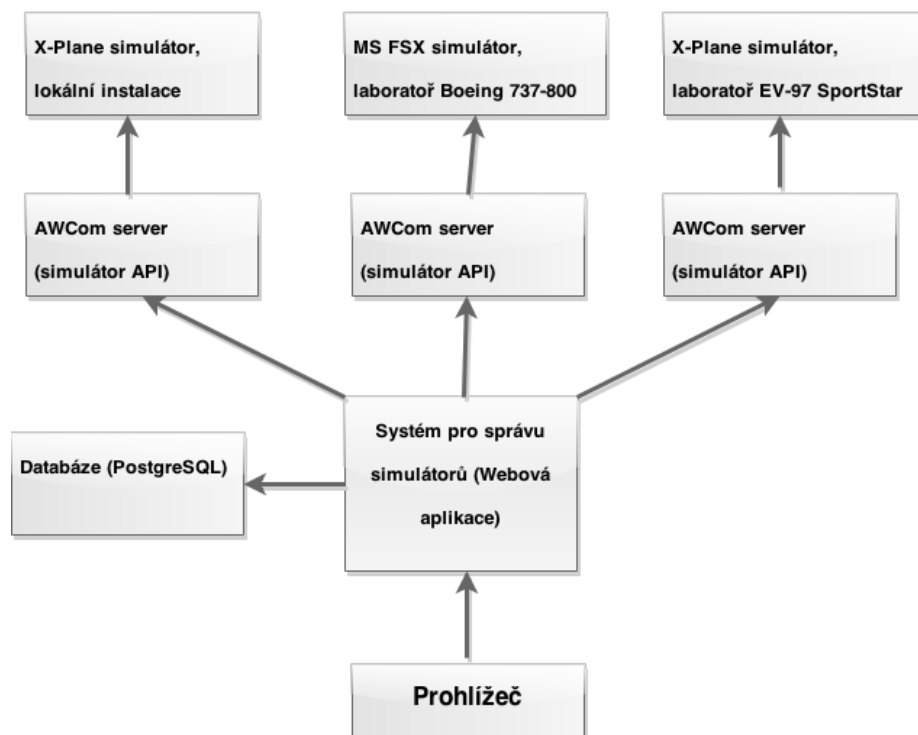 X-Plane simulátor,
lokální instalace
MS FSX simulátor,
laboratoř Boeing 737-800
X-Plane simulátor,
laboratoř EV-97 SportStar
AWCom server
(simulátor API)
AWCom server
(simulátor API)
AWCom server
(simulátor API)
Systém pro správu
simulátorů (Webová
aplikace)
Databáze (PostgreSQL)
Prohlížeč